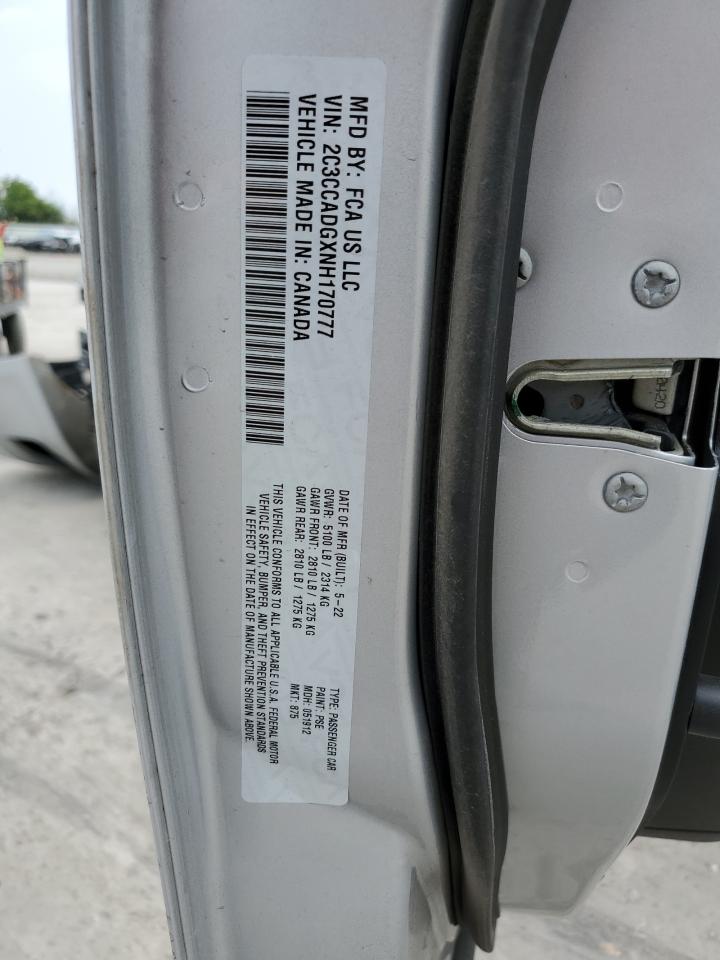 MFD BY: FCA US LLC
VIN: 2C3CCADGXNH170777
VEHICLE MADE IN: CANADA
DATE OF MFR (BUILT): 5-22
GVWR: 5100 LB / 2314 KG
GAWR FRONT: 2810 LB / 1275 KG
GAWR REAR: 2810 LB / 1275 KG
TYPE: PASSENGER CAR
PAINT: PSE
MDH: 051912
MKT: 875
THIS VEHICLE CONFORMS TO ALL APPLICABLE U.S.A. FEDERAL MOTOR
VEHICLE SAFETY, BUMPER, AND THEFT PREVENTION STANDARDS
IN EFFECT ON THE DATE OF MANUFACTURE SHOWN ABOVE.